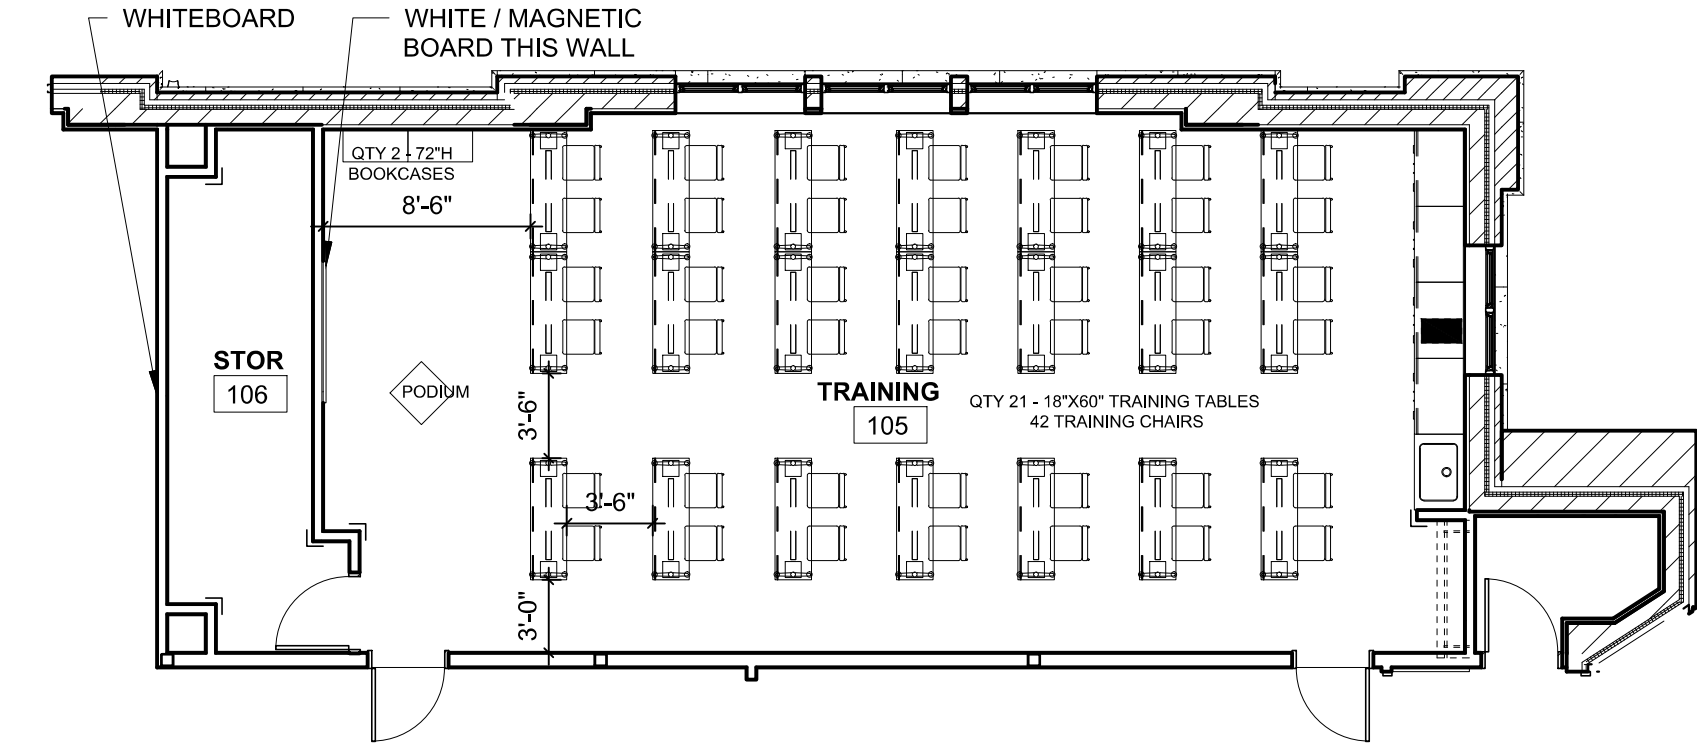 WHITEBOARD
WHITE / MAGNETIC
BOARD THIS WALL
QTY 2 - 72"H
BOOKCASES
8'-6"
STOR
106
PODIUM
3'-6"
TRAINING
105
QTY 21 - 18"X60" TRAINING TABLES
42 TRAINING CHAIRS
3'-6"
3'-0"